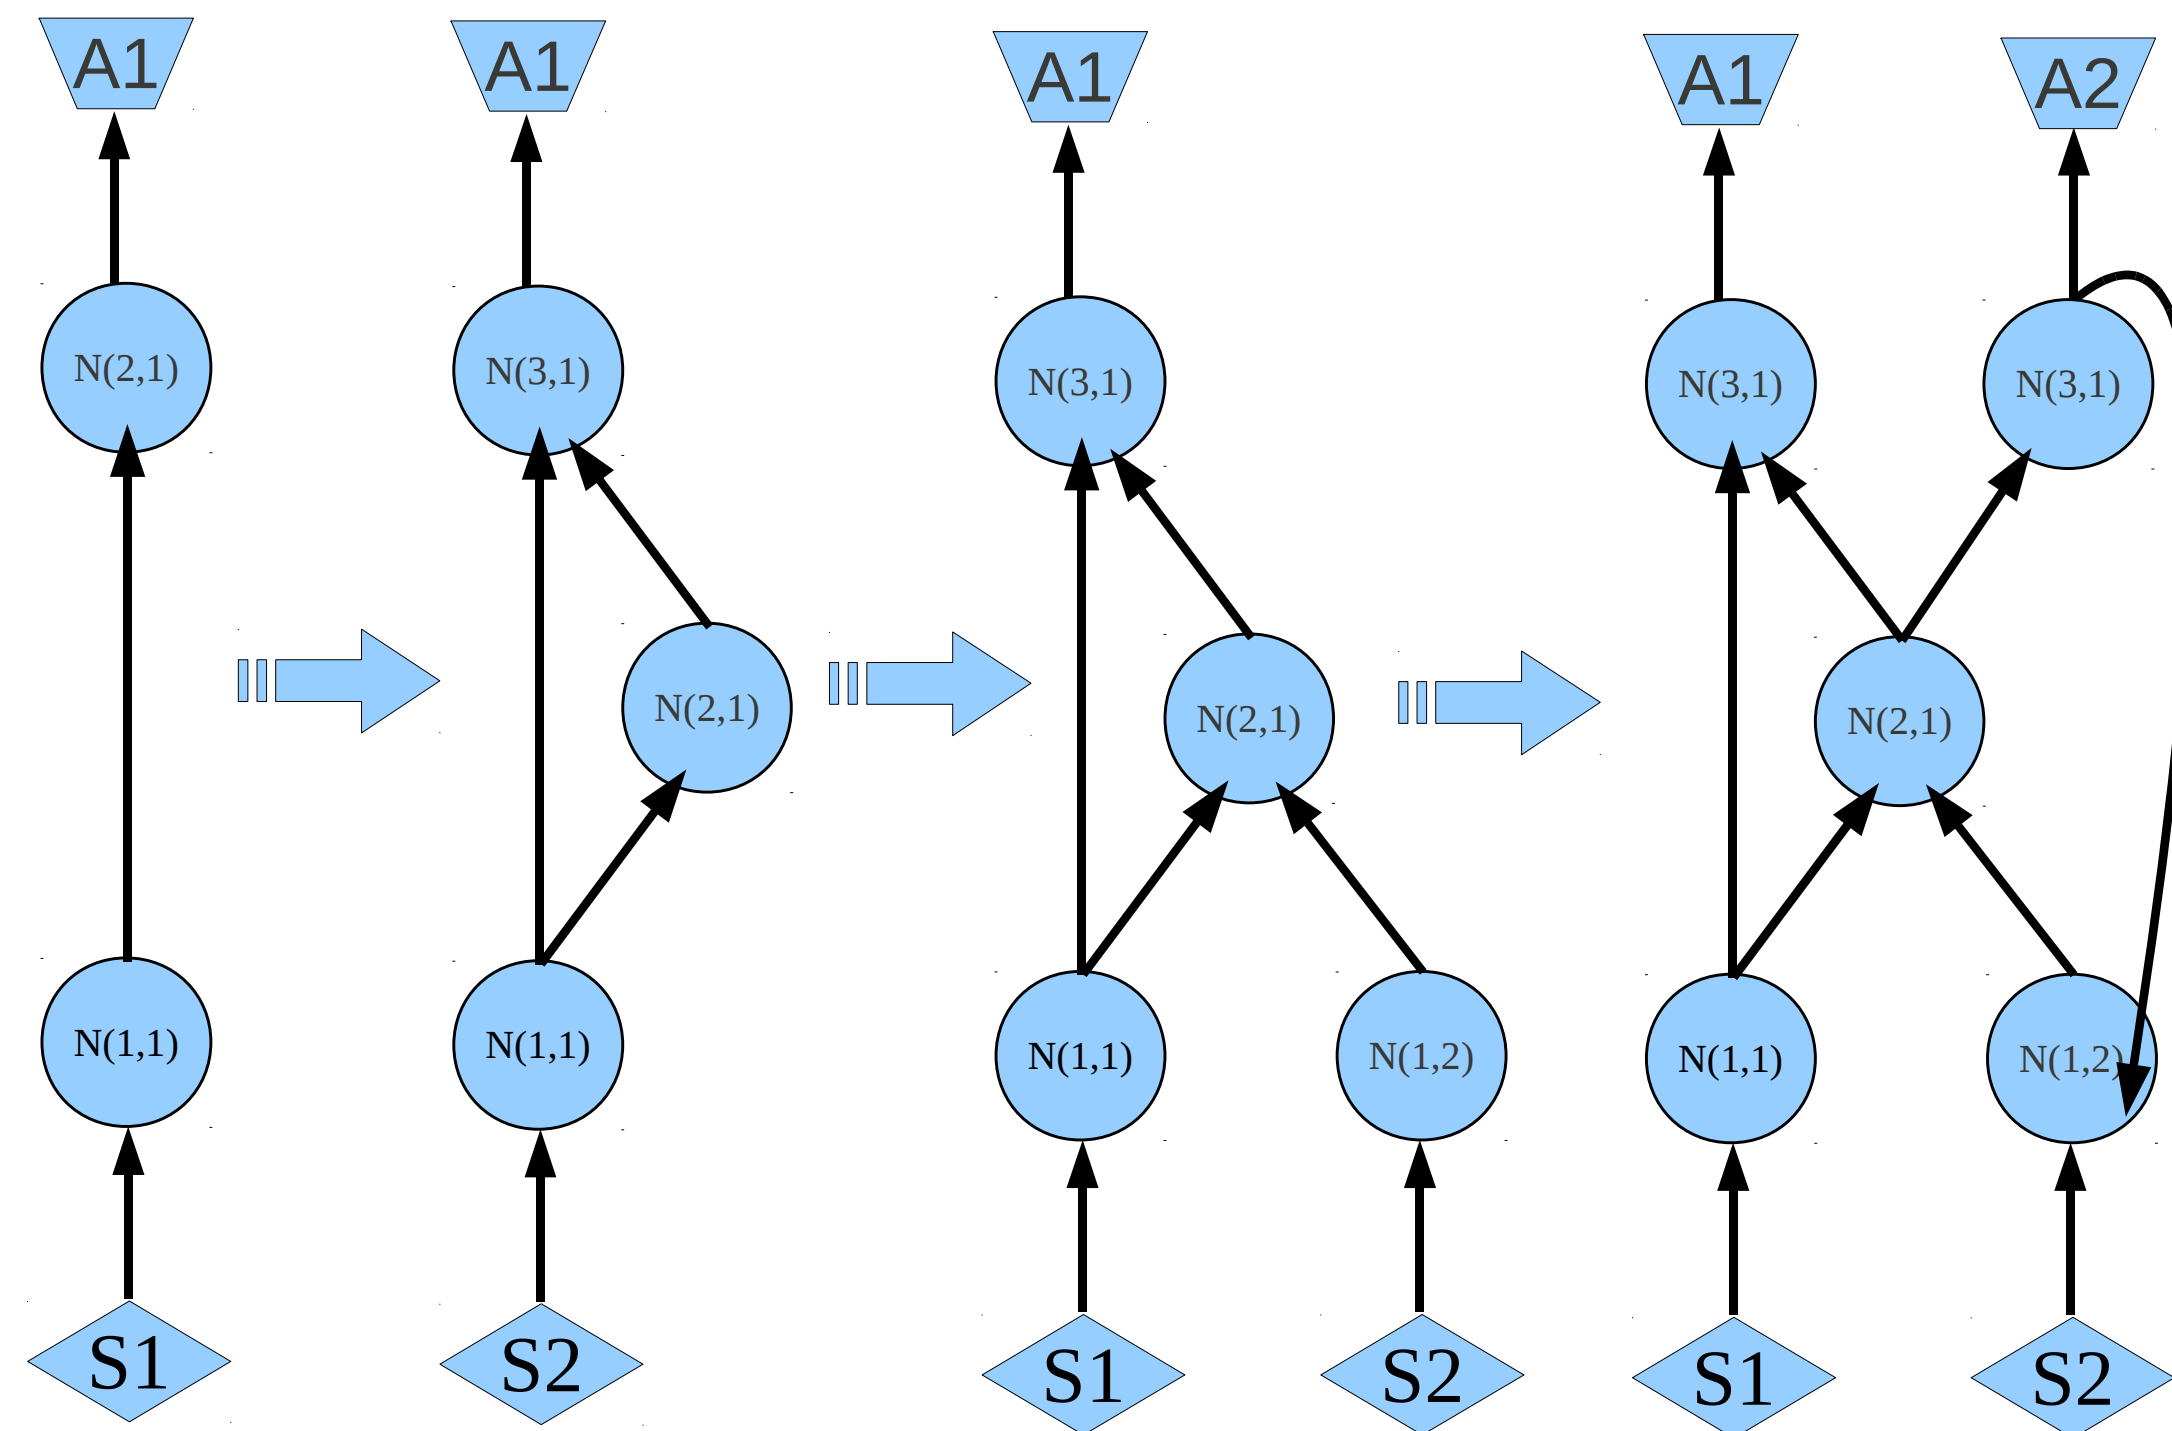 A1
A1
A1
A1
A2
N(2,1)
N(3,1)
N(3,1)
N(3,1)
N(3,1)
N(2,1)
N(2,1)
N(2,1)
N(1,1)
N(1,1)
N(1,1)
N(1,2)
N(1,1)
N(1,2)
S1
S2
S1
S2
S1
S2